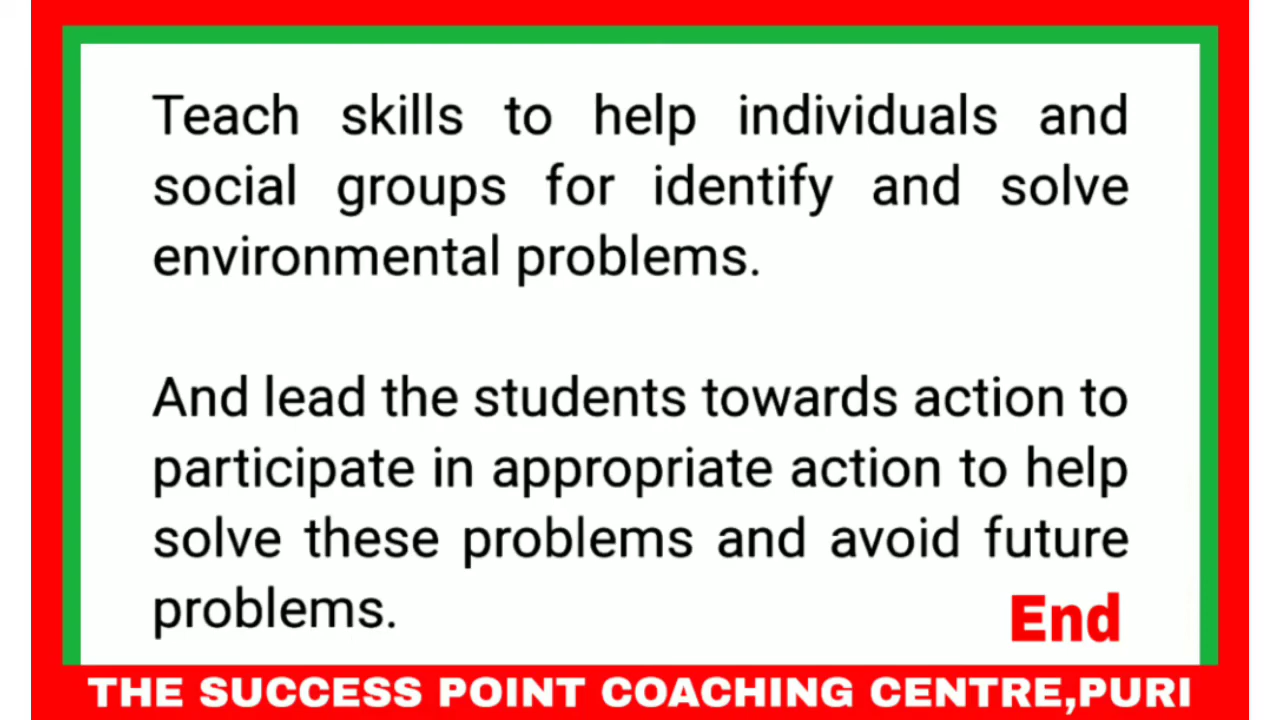 Teach skills to help individuals and
social groups for identify and solve
environmental problems.
And lead the students towards action to
participate in appropriate action to help
solve these problems and avoid future
problems.
End
THE SUCCESS POINT COACHING CENTRE,PURI